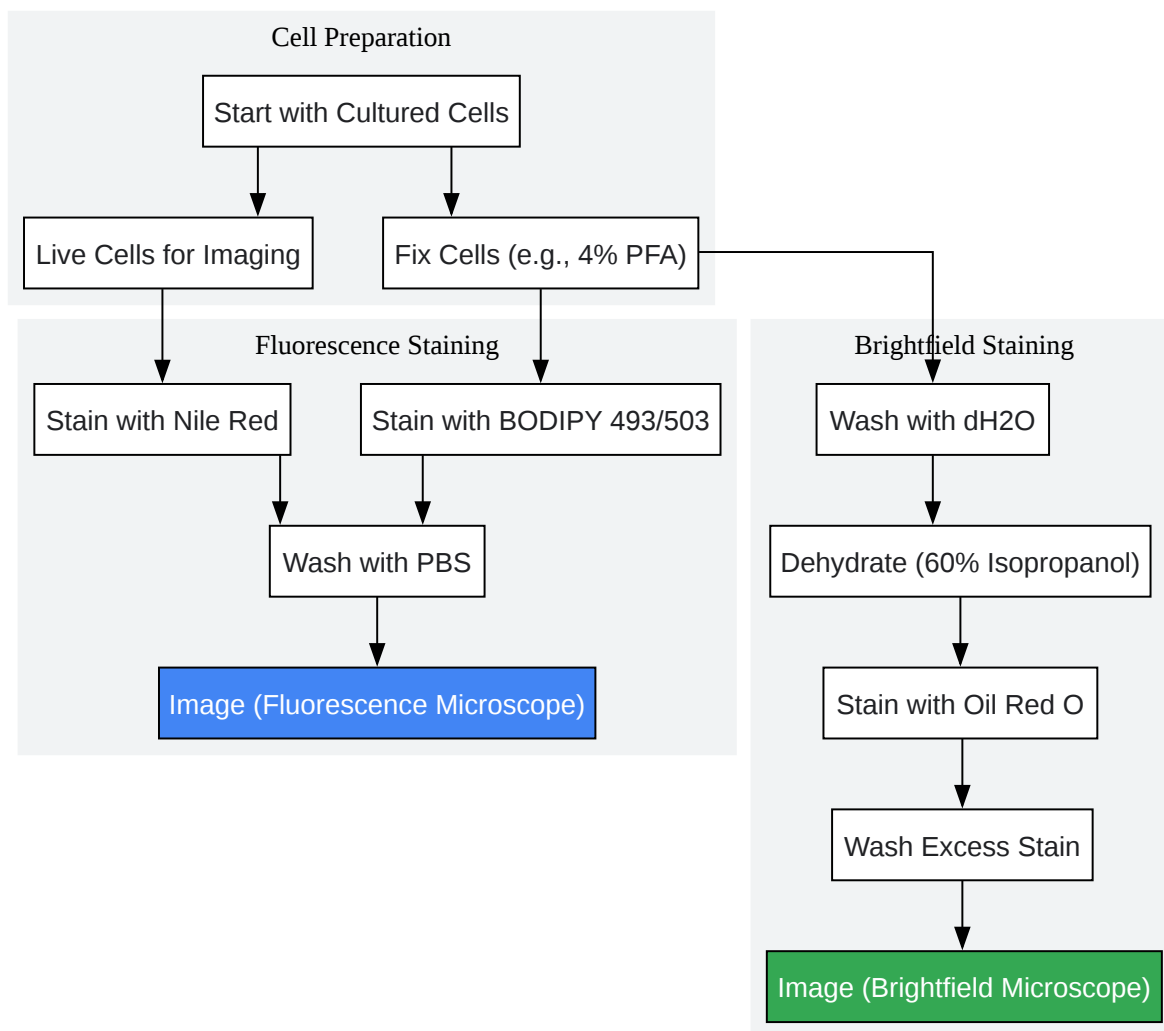 Cell Preparation
Start with Cultured Cells
Live Cells for Imaging
Fix Cells (e.g., 4% PFA)
Fluorescence Staining
Stain with Nile Red
Stain with BODIPY 493/503
Wash with PBS
Image (Fluorescence Microscope)
Brightfield Staining
Wash with dH2O
Dehydrate (60% Isopropanol)
Stain with Oil Red O
Wash Excess Stain
Image (Brightfield Microscope)